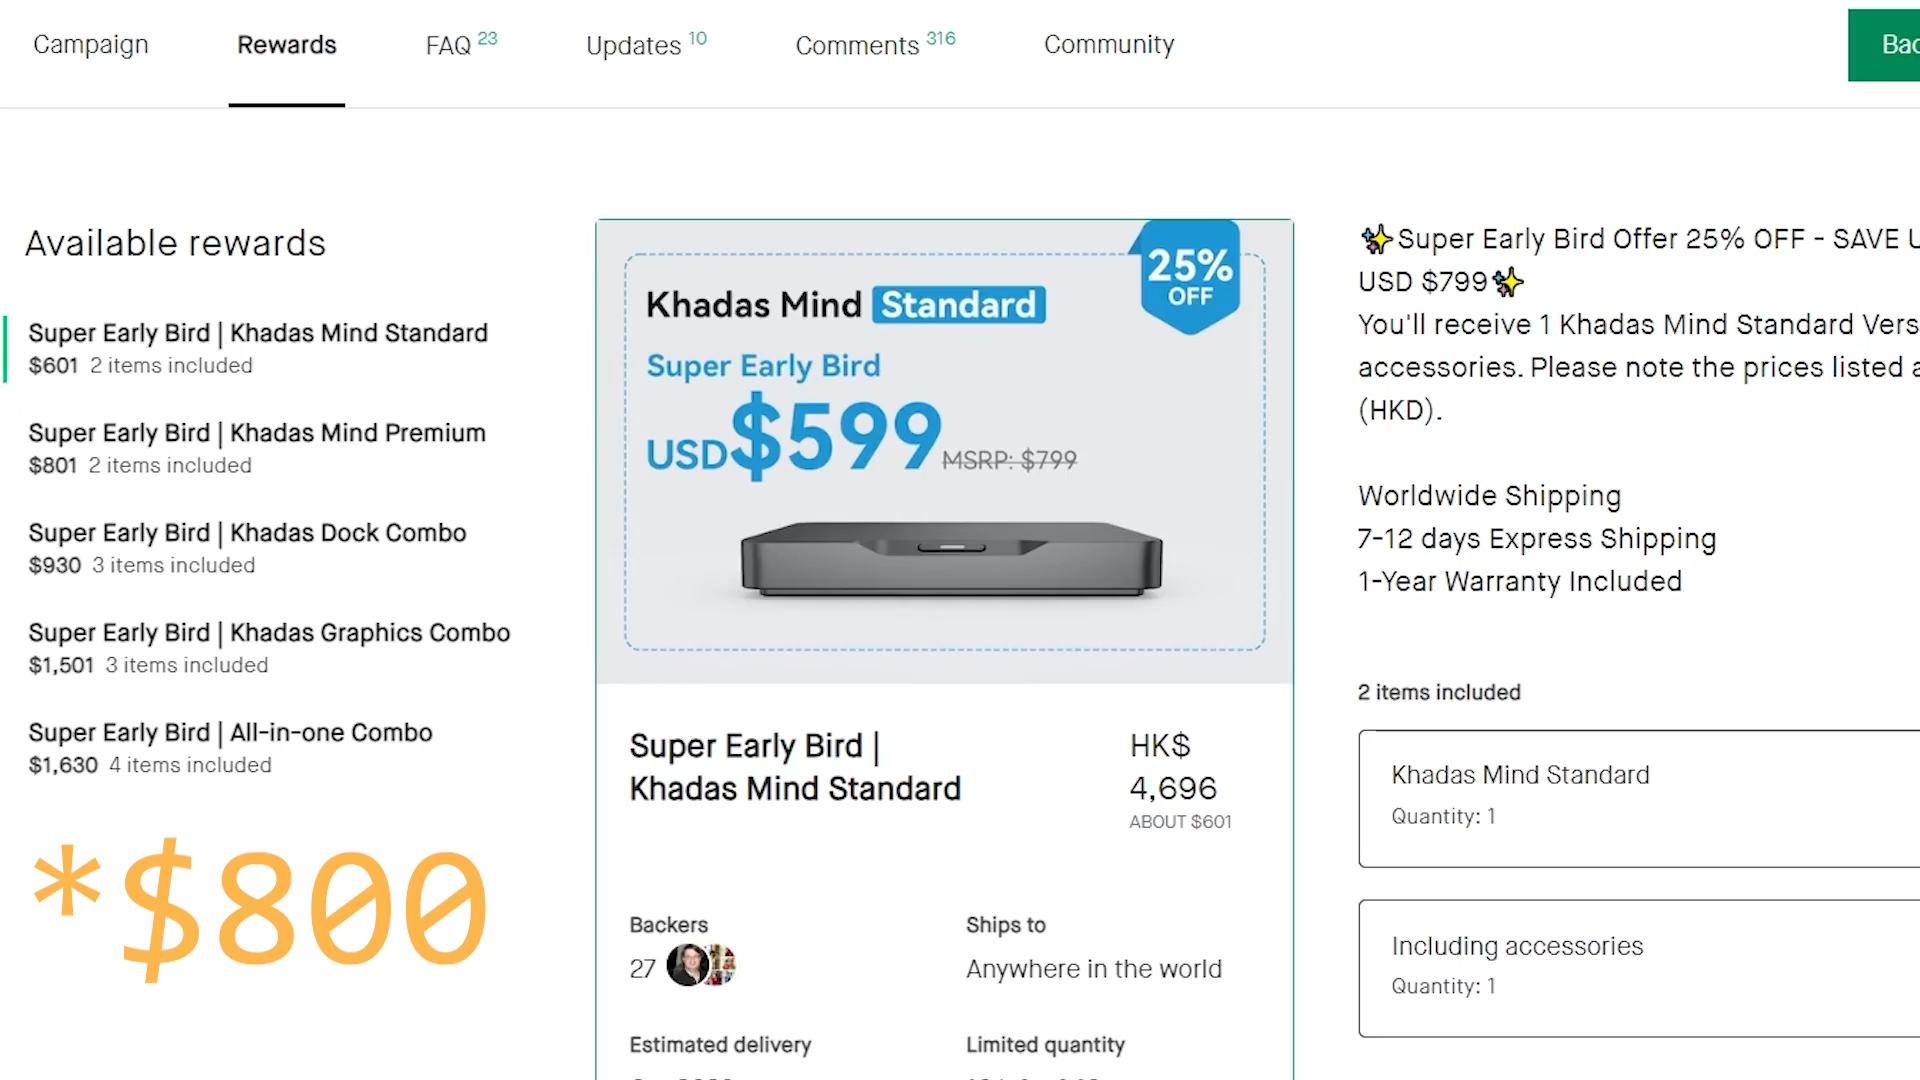 Campaign
Rewards
FAQ 23
Updates 10
Comments 316
Community
Available rewards
Super Early Bird | Khadas Mind Standard
$601 2 items included
Super Early Bird | Khadas Mind Premium
$801 2 items included
Super Early Bird | Khadas Dock Combo
$930 3 items included
Super Early Bird | Khadas Graphics Combo
$1,501 3 items included
Super Early Bird | All-in-one Combo
$1,630 4 items included
*$800
25%
OFF
Khadas Mind Standard
Super Early Bird
USD$599 MSRP: $799
Super Early Bird |
Khadas Mind Standard
HK$
4,696
ABOUT $601
Backers
27
Ships to
Anywhere in the world
Estimated delivery
Limited quantity
✨Super Early Bird Offer 25% OFF - SAVE
USD $799✨
You'll receive 1 Khadas Mind Standard
accessories. Please note the prices listed
(HKD).
Worldwide Shipping
7-12 days Express Shipping
1-Year Warranty Included
2 items included
Khadas Mind Standard
Quantity: 1
Including accessories
Quantity: 1